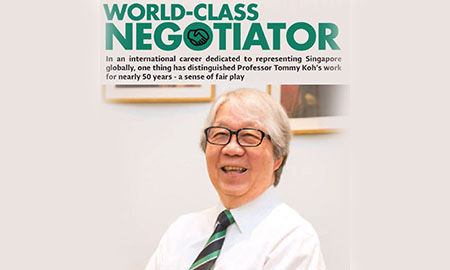 WORLD-CLASS
NEGOTIATOR
In an international career dedicated to representing Singapore
globally, one thing has distinguished Professor Tommy Koh's work
for nearly 50 years - a sense of fair play